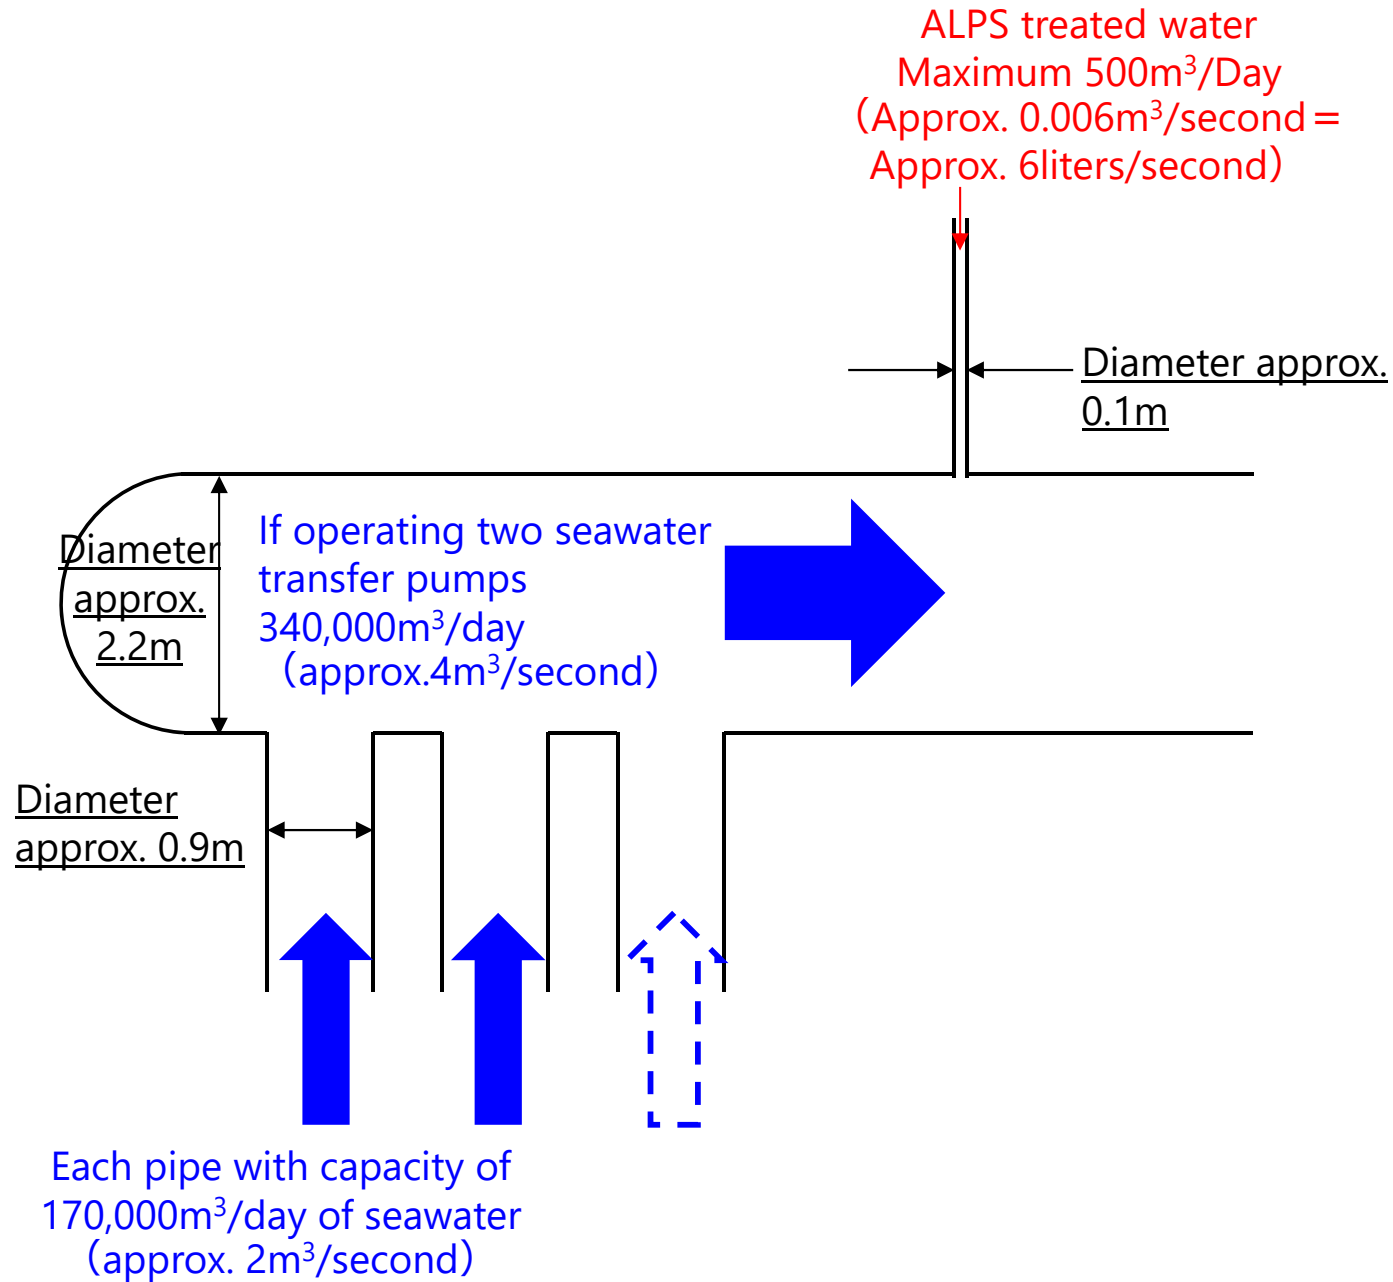 ALPS treated water
Maximum 500m³/Day
（Approx. 0.006m³/second＝
Approx. 6liters/second）
Diameter approx.
0.1m
If operating two seawater
transfer pumps
340,000m³/day
（approx.4m³/second）
Diameter
approx.
2.2m
Diameter
approx. 0.9m
Each pipe with capacity of
170,000m³/day of seawater
（approx. 2m³/second）